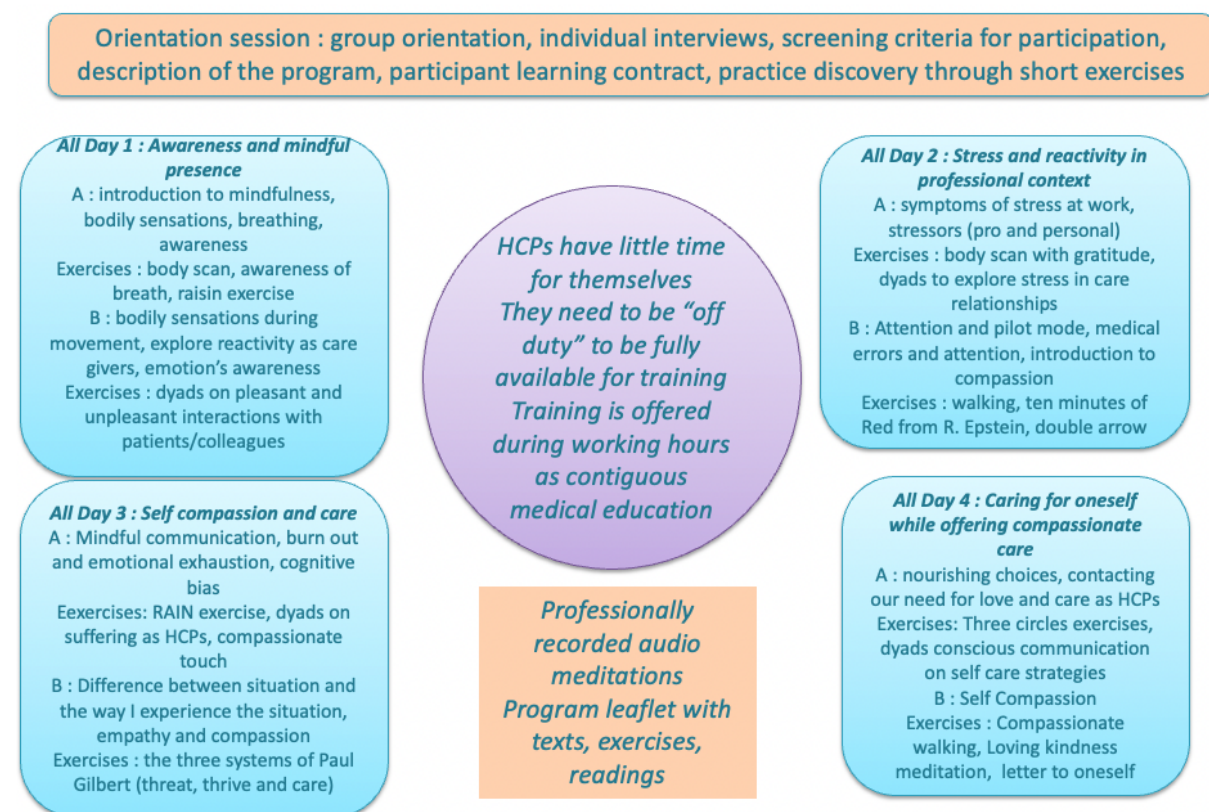 Orientation session : group orientation, individual interviews, screening criteria for participation,
description of the program, participant learning contract, practice discovery through short exercises
All Day 1 : Awareness and mindful
presence
A : introduction to mindfulness,
bodily sensations, breathing,
awareness
Exercises : body scan, awareness of
breath, raisin exercise
B : bodily sensations during
movement, explore reactivity as care
givers, emotion's awareness
Exercises : dyads on pleasant and
unpleasant interactions with
patients/colleagues
HCPs have little time
for themselves
They need to be “off
duty” to be fully
available for training
Training is offered
during working hours
as contiguous
medical education
All Day 2 : Stress and reactivity in
professional context
A : symptoms of stress at work,
stressors (pro and personal)
Exercises : body scan with gratitude,
dyads to explore stress in care
relationships
B : Attention and pilot mode, medical
errors and attention, introduction to
compassion
Exercises : walking, ten minutes of
Red from R. Epstein, double arrow
All Day 3 : Self compassion and care
A : Mindful communication, burn out
and emotional exhaustion, cognitive
bias
Eexercises: RAIN exercise, dyads on
suffering as HCPs, compassionate
touch
B : Difference between situation and
the way I experience the situation,
empathy and compassion
Exercises : the three systems of Paul
Gilbert (threat, thrive and care)
Professionally
recorded audio
meditations
Program leaflet with
texts, exercises,
readings
All Day 4 : Caring for oneself
while offering compassionate
care
A : nourishing choices, contacting
our need for love and care as HCPs
Exercises: Three circles exercises,
dyads conscious communication
on self care strategies
B : Self Compassion
Exercises : Compassionate
walking, Loving kindness
meditation, letter to oneself